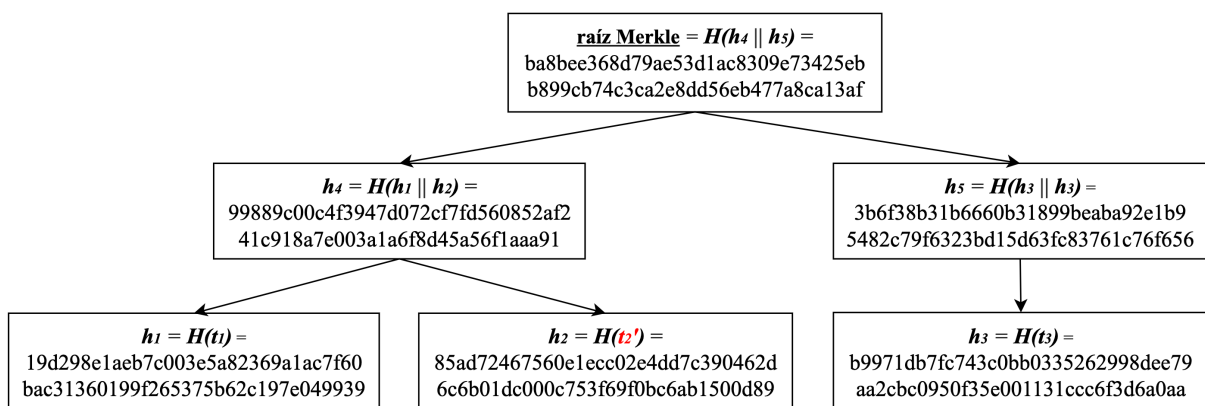 raíz Merkle = H(h4 || h5) =
ba8bee368d79ae53d1ac8309e73425eb
b899cb74c3ca2e8dd56eb477a8ca13af
h4 = H(h1 || h2) =
99889c00c4f3947d072cf7fd560852af2
41c918a7e003a1a6f8d45a56f1aaa91
h5 = H(h3 || h3) =
3b6f38b31b6660b31899beaba92e1b9
5482c79f6323bd15d63fc83761c76f656
h1 = H(t1) =
19d298e1aeb7c003e5a82369a1ac7f60
bac31360199f265375b62c197e049939
h2 = H(t2') =
85ad72467560e1ecc02e4dd7c390462d
6c6b01dc000c753f69f0bc6ab1500d89
h3 = H(t3) =
b9971db7fc743c0bb0335262998dee79
aa2cbc0950f35e001131ccc6f3d6a0aa